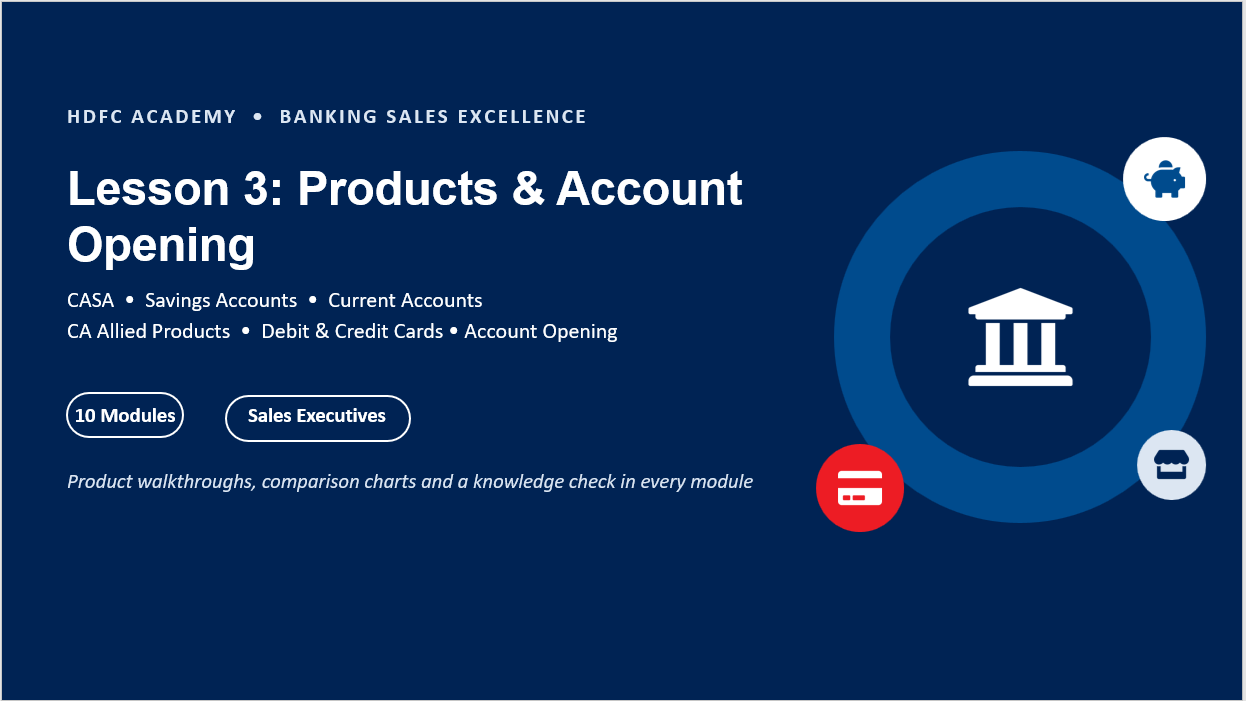 HDFC ACADEMY • BANKING SALES EXCELLENCE
Lesson 3: Products & Account
Opening
CASA • Savings Accounts • Current Accounts
CA Allied Products • Debit & Credit Cards • Account Opening
10 Modules
Sales Executives
Product walkthroughs, comparison charts and a knowledge check in every module